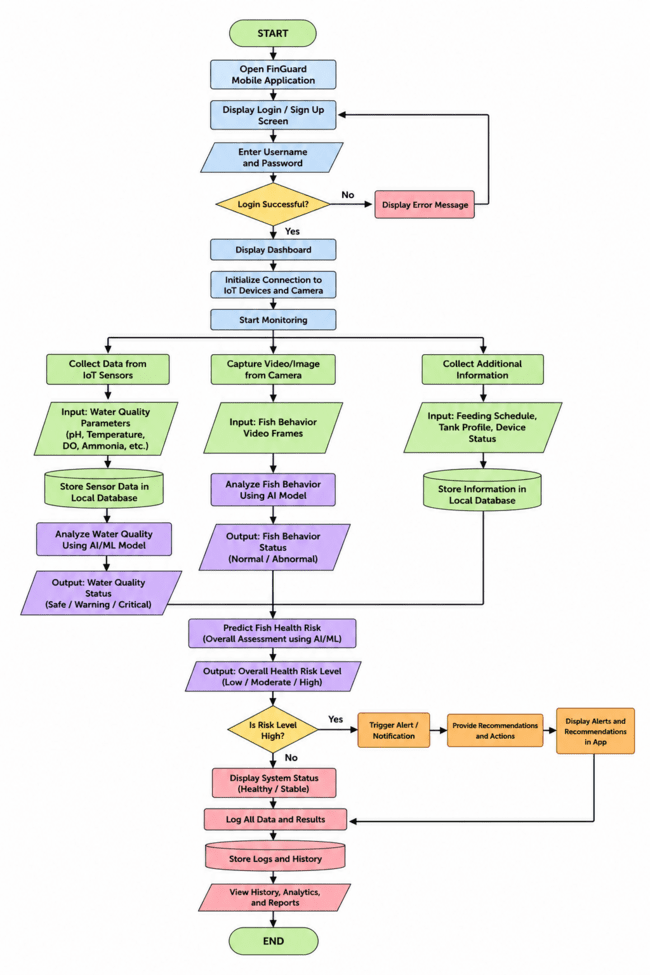 START
Open FinGuard
Mobile Application
Display Login / Sign Up
Screen
Enter Username
and Password
Login Successful?
No
Display Error Message
Yes
Display Dashboard
Initialize Connection to
IoT Devices and Camera
Start Monitoring
Collect Data from
IoT Sensors
Capture Video/Image
from Camera
Collect Additional
Information
Input: Water Quality
Parameters
(pH, Temperature,
DO, Ammonia, etc.)
Input: Fish Behavior
Video Frames
Input: Feeding Schedule,
Tank Profile, Device
Status
Store Sensor Data in
Local Database
Analyze Fish Behavior
Using AI Model
Store Information in
Local Database
Analyze Water Quality
Using AI/ML Model
Output: Fish Behavior
Status
(Normal / Abnormal)
Output: Water Quality
Status
(Safe / Warning / Critical)
Predict Fish Health Risk
(Overall Assessment using AI/ML)
Output: Overall Health Risk Level
(Low / Moderate / High)
Is Risk Level
High?
Yes
Trigger Alert /
Notification
Provide Recommendations
and Actions
Display Alerts and
Recommendations
in App
No
Display System Status
(Healthy / Stable)
Log All Data and Results
Store Logs and History
View History, Analytics,
and Reports
END